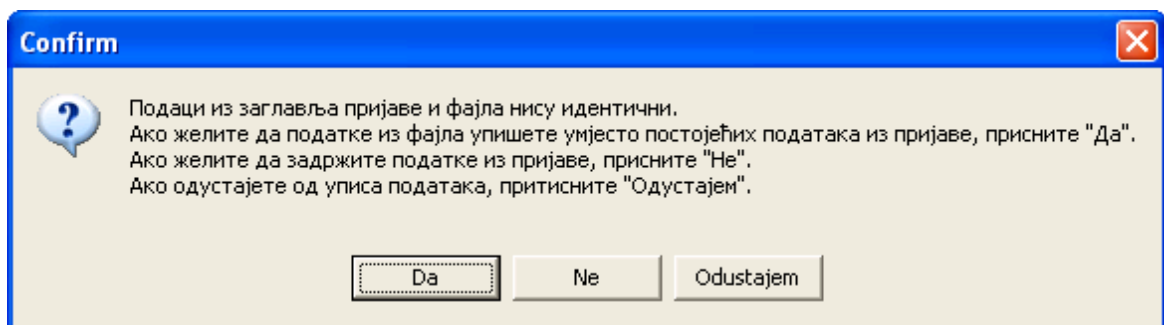 Confirm
Подаци из заглавља пријаве и фајла нису идентични.
Ако желите да податке из фајла упишете умјесто постојећих података из пријаве, присните "Да".
Ако желите да задржите податке из пријаве, присните "Не".
Ако одустајете од уписа података, притисните "Одустајем".
Da
Ne
Odustajem